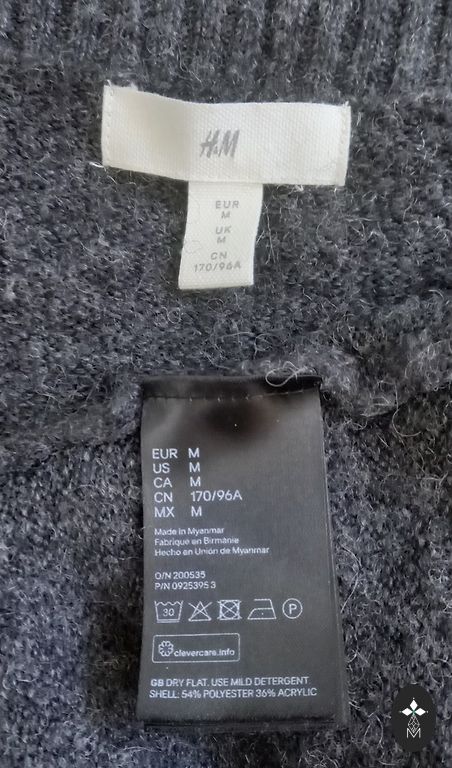 H&M
EUR
M
UK
M
CN
170/96A
EUR M
US M
CA M
CN 170/96A
MX M
Made in Myanmar
Fabriqué en Birmanie
Hecho en Unión de Myanmar
O/N 200535
P/N 0925395 3
30 P
clevercare.info
GB DRY FLAT. USE MILD DETERGENT.
SHELL: 54% POLYESTER 36% ACRYLIC
M